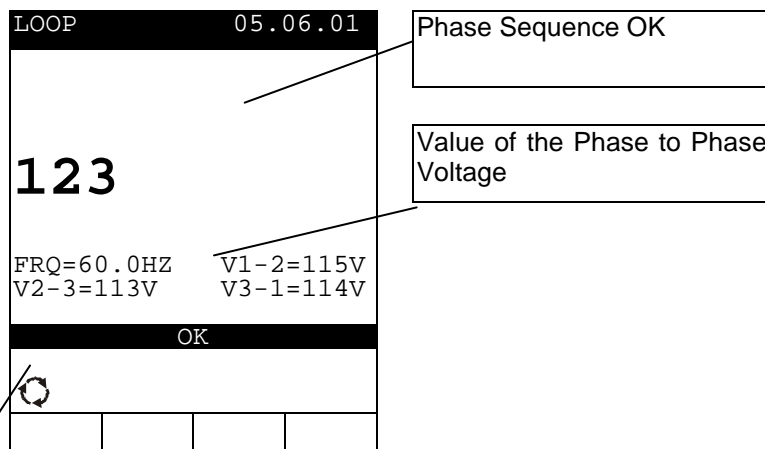 LOOP 05.06.01
Phase Sequence OK
123
Value of the Phase to Phase
Voltage
FRQ=60.0HZ V1-2=115V
V2-3=113V V3-1=114V
OK